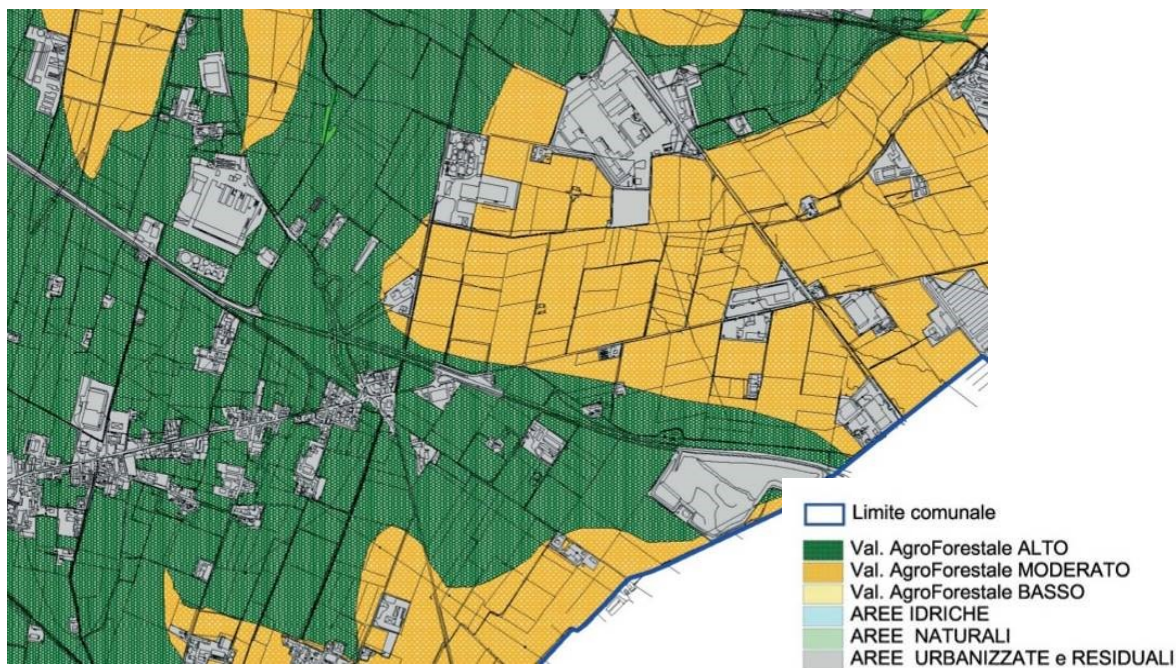 Limite comunale
Val. AgroForestale ALTO
Val. AgroForestale MODERATO
Val. AgroForestale BASSO
AREE IDRICHE
AREE NATURALI
AREE URBANIZZATE e RESIDUALI